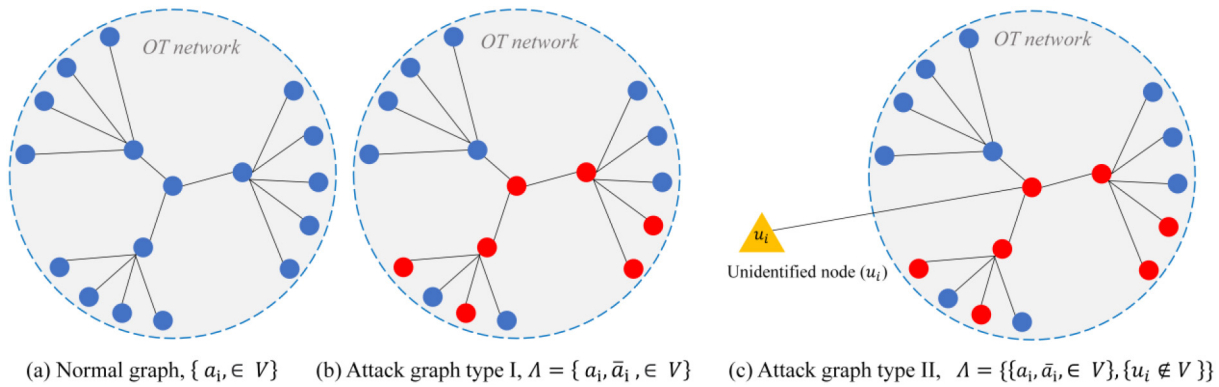 OT network
OT network
OT network
u_i
Unidentified node (u_i)
(a) Normal graph, { a_i, ∈ V}
(b) Attack graph type I, Λ = { a_i, ā_i , ∈ V}
(c) Attack graph type II, Λ = {{a_i, ā_i, ∈ V}, {u_i ∉ V }}